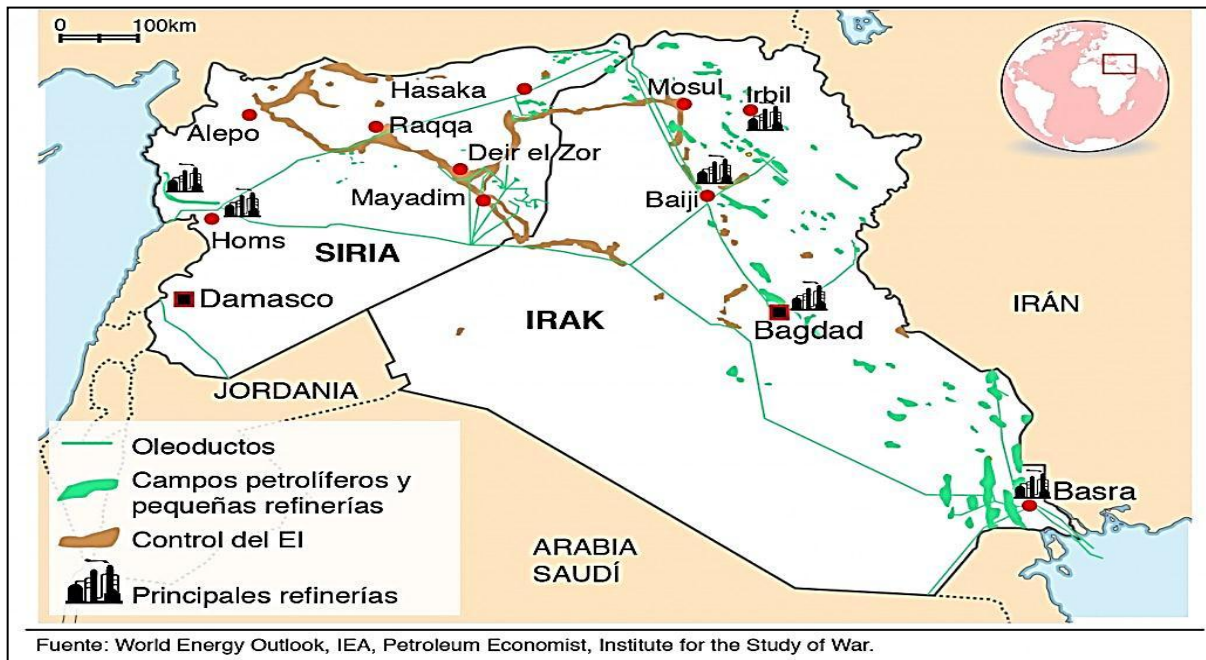 0 100km
Hasaka
Mosul
Irbil
Alepo
Raqqa
Deir el Zor
Mayadim
Baiji
Homs
SIRIA
Damasco
IRAK
Bagdad
IRÁN
JORDANIA
Oleoductos
Campos petrolíferos y
pequeñas refinerías
Control del EI
Principales refinerías
Basra
ARABIA
SAUDÍ
Fuente: World Energy Outlook, IEA, Petroleum Economist, Institute for the Study of War.